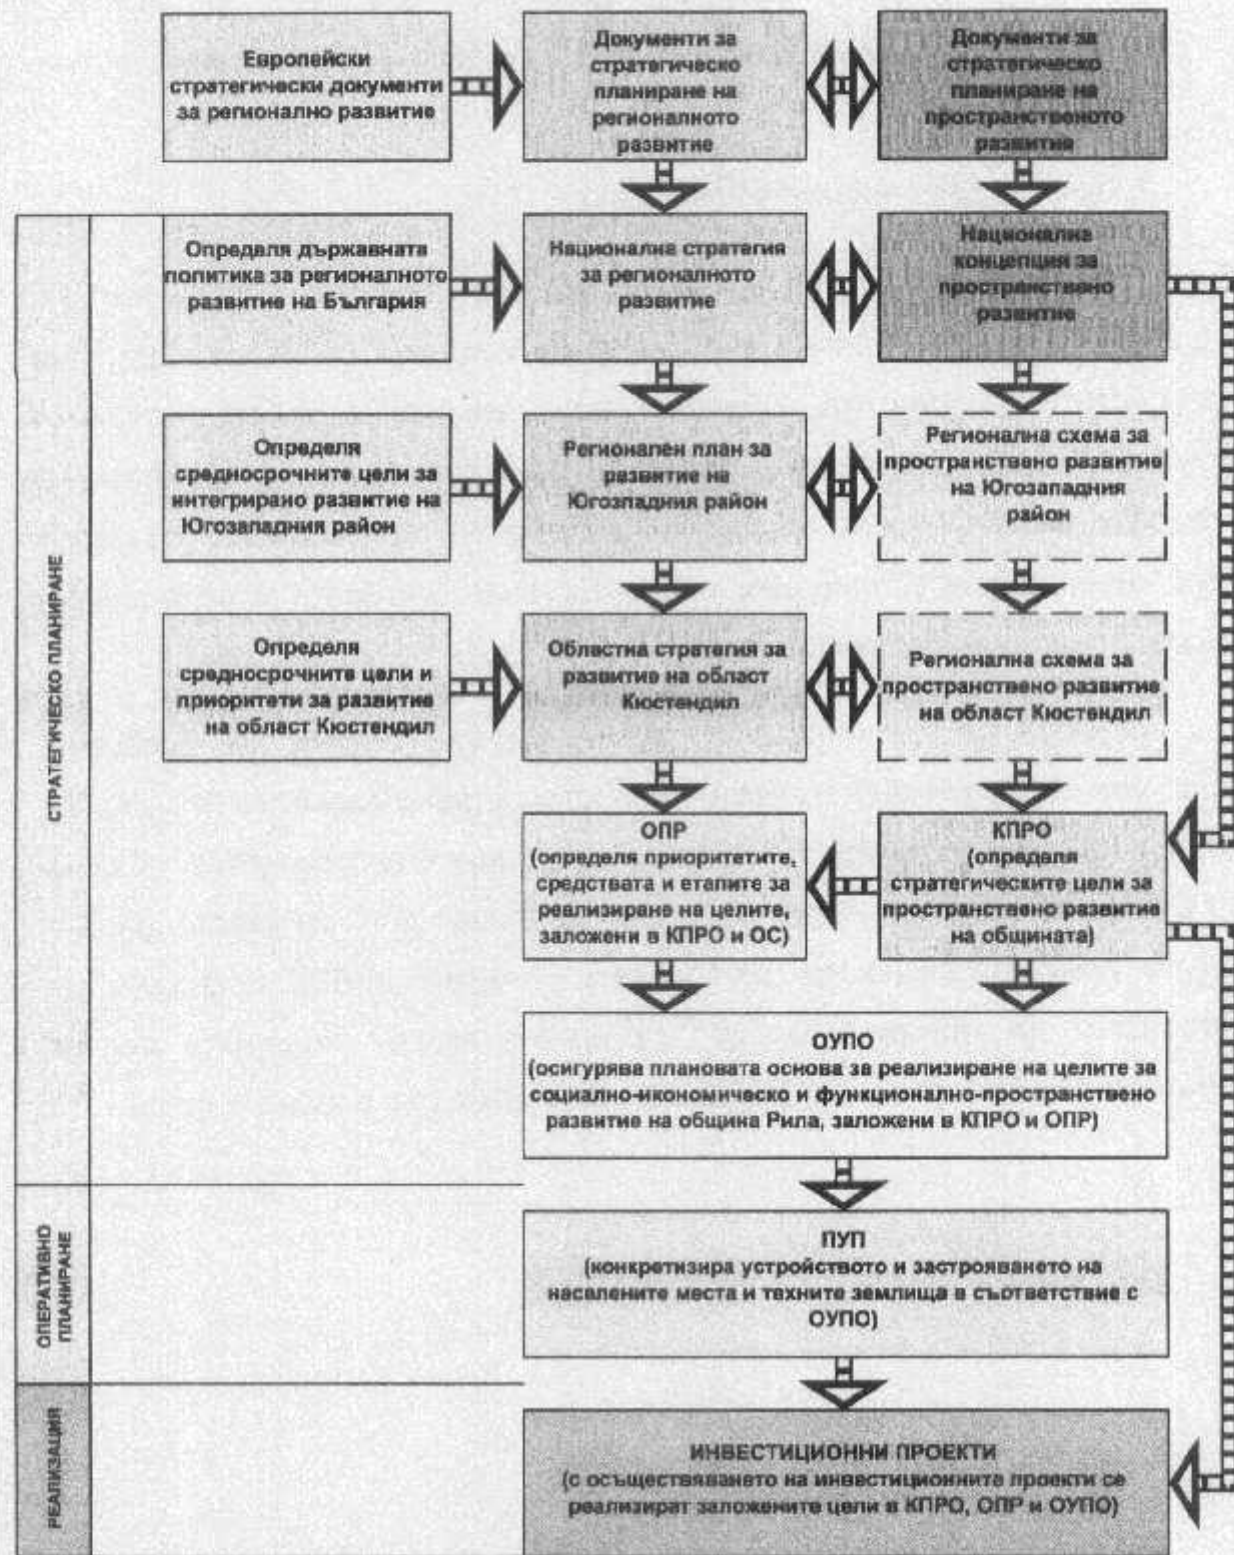 Европейски
стратегически документи
за регионално развитие
Документи за
стратегическо
планиране на
регионалното
развитие
Документи за
стратегическо
планиране на
пространственото
развитие
Определя държавната
политика за регионалното
развитие на България
Национална стратегия
за регионалното
развитие
Национална
концепция за
пространствено
развитие
Определя
средносрочните цели за
интегрирано развитие на
Югозападния район
Регионален план за
развитие на
Югозпадния район
Регионална схема за
пространствено развитие
на Югозападния
район
Определя
средносрочните цели и
приоритети за развитие
на област Кюстендил
Областна стратегия за
развитие на област
Кюстендил
Регионална схема за
пространствено развитие
на област Кюстендил
СТРАТЕГИЧЕСКО ПЛАНИРАНЕ
ОПР
(определя приоритетите,
средствата и етапите за
реализиране на целите,
заложени в КПРО и ОС)
КПРО
(определя
стратегическите цели за
пространствено развитие
на общината)
ОУПО
(осигурява плановата основа за реализиране на целите за
социално-икономическо и функционално-пространствено
развитие на община Рила, заложени в КПРО и ОПР)
ОПЕРАТИВНО
ПЛАНИРАНЕ
ПУП
(конкретизира устройството и застрояването на
населените места и техните землища в съответствие с
ОУПО)
РЕАЛИЗАЦИЯ
ИНВЕСТИЦИОННИ ПРОЕКТИ
(с осъществяването на инвестиционните проекти се
реализират заложените цели в КПРО, ОПР и ОУПО)